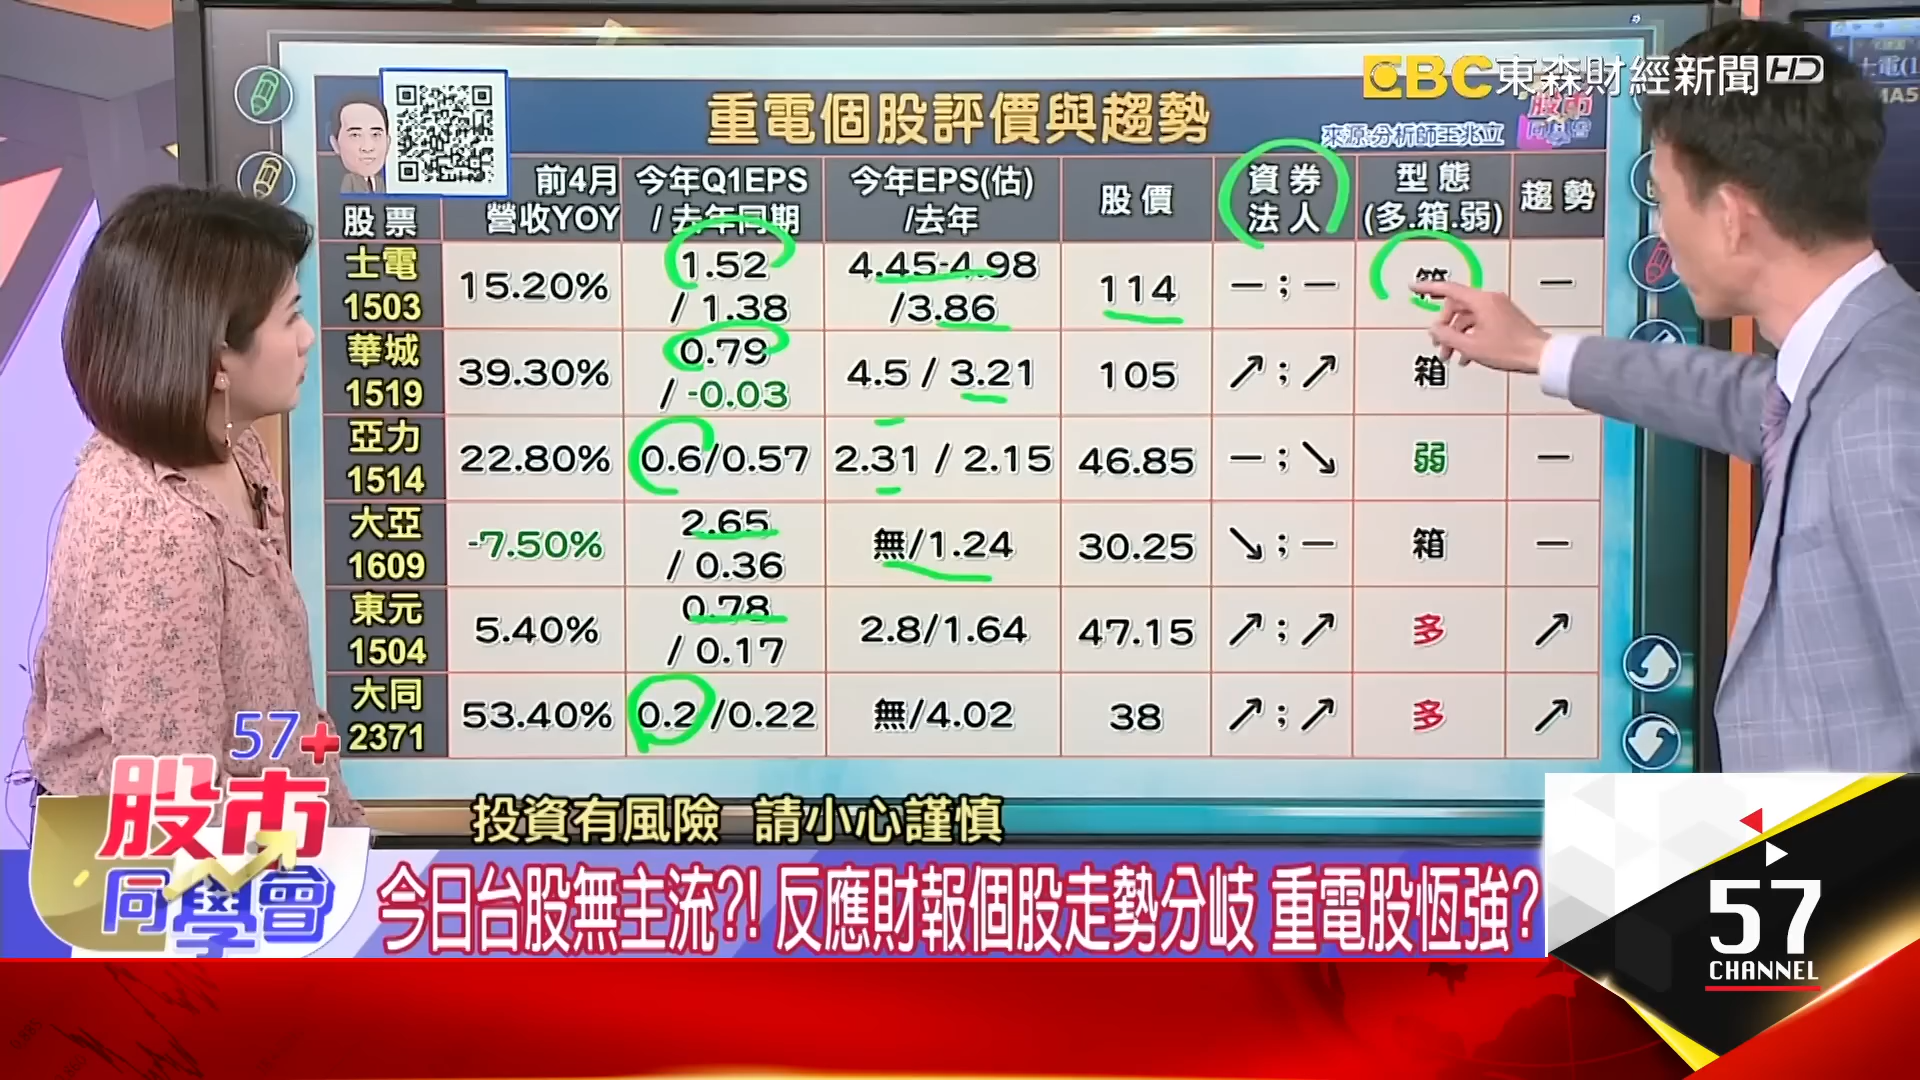 EBC東森財經新聞HD
重電個股評價與趨勢
來源:分析師王兆立
股市
同學會
股票
前4月
營收YOY
今年Q1EPS
/ 去年同期
今年EPS(估)
/去年
股價
資券
法人
型態
(多.箱.弱)
趨勢
士電
1503
15.20%
1.52
/ 1.38
4.45-4.98
/3.86
114
— ; —
箱
—
華城
1519
39.30%
0.79
/ -0.03
4.5 / 3.21
105
↗ ; ↗
箱
亞力
1514
22.80%
0.6/0.57
2.31 / 2.15
46.85
— ; ↘
弱
—
大亞
1609
-7.50%
2.65
/ 0.36
無/1.24
30.25
↘ ; —
箱
—
東元
1504
5.40%
0.78
/ 0.17
2.8/1.64
47.15
↗ ; ↗
多
↗
大同
2371
53.40%
0.2 /0.22
無/4.02
38
↗ ; ↗
多
↗
57+
股市
同學會
投資有風險 請小心謹慎
今日台股無主流?! 反應財報個股走勢分歧 重電股恆強?
57
CHANNEL